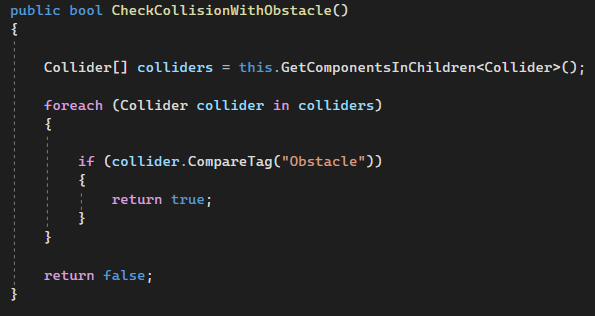 public bool CheckCollisionWithObstacle()
{
Collider[] colliders = this.GetComponentsInChildren<Collider>();
foreach (Collider collider in colliders)
{
if (collider.CompareTag("Obstacle"))
{
return true;
}
}
return false;
}